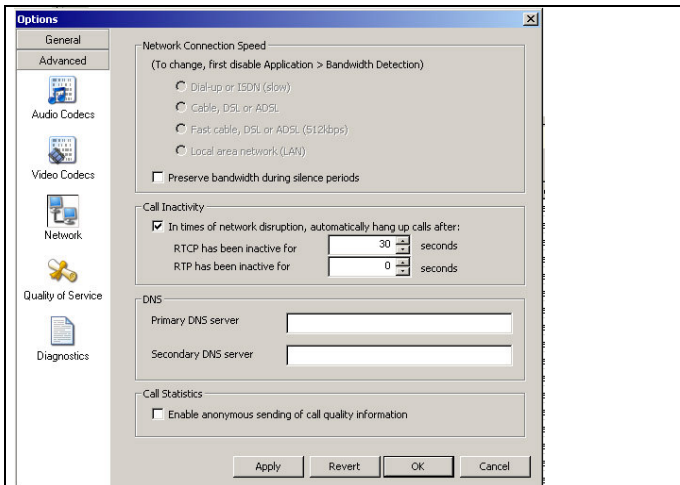 Options
General
Advanced
Audio Codecs
Video Codecs
Network
Quality of Service
Diagnostics
Network Connection Speed
(To change, first disable Application > Bandwidth Detection)
Dial-up or ISDN (slow)
Cable, DSL or ADSL
Fast cable, DSL or ADSL (512kbps)
Local area network (LAN)
Preserve bandwidth during silence periods
Call Inactivity
In times of network disruption, automatically hang up calls after:
RTCP has been inactive for 30 seconds
RTP has been inactive for 0 seconds
DNS
Primary DNS server
Secondary DNS server
Call Statistics
Enable anonymous sending of call quality information
Apply Revert OK Cancel